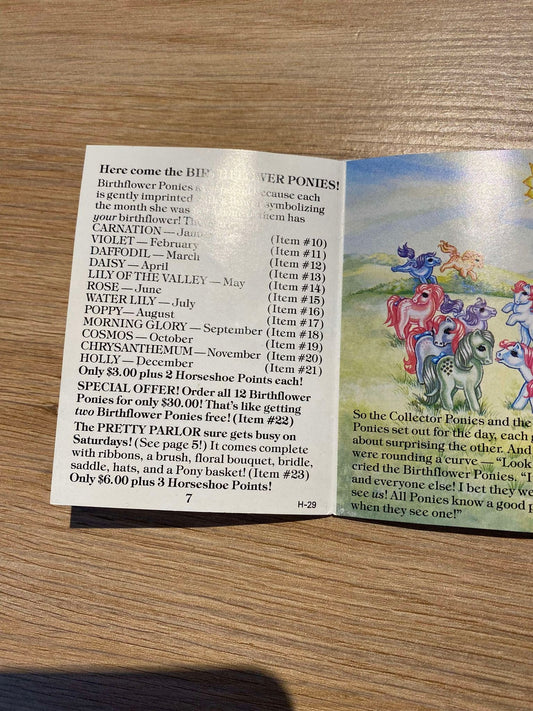 Here come the BIRTHFLOWER PONIES!
Birthflower Ponies because each
is gently imprinted symbolizing
the month she was has
your birthflower! The them has
CARNATION — (Item #10)
VIOLET — February (Item #11)
DAFFODIL — March (Item #12)
DAISY — April (Item #13)
LILY OF THE VALLEY — May (Item #14)
ROSE — June (Item #15)
WATER LILY — July (Item #16)
POPPY — August (Item #17)
MORNING GLORY — September (Item #18)
COSMOS — October (Item #19)
CHRYSANTHEMUM — November (Item #20)
HOLLY — December (Item #21)
Only $3.00 plus 2 Horseshoe Points each!
SPECIAL OFFER! Order all 12 Birthflower
Ponies for only $30.00! That's like getting
two Birthflower Ponies free! (Item #22)
The PRETTY PARLOR sure gets busy on
Saturdays! (See page 5!) It comes complete
with ribbons, a brush, floral bouquet, bridle,
saddle, hats, and a Pony basket! (Item #23)
Only $6.00 plus 3 Horseshoe Points!
7
H-29
So the Collector Ponies and the
Ponies set out for the day, each
about surprising the other. And
were rounding a curve — "Look
cried the Birthflower Ponies. "I
and everyone else! I bet they we
see us! All Ponies know a good p
when they see one!"